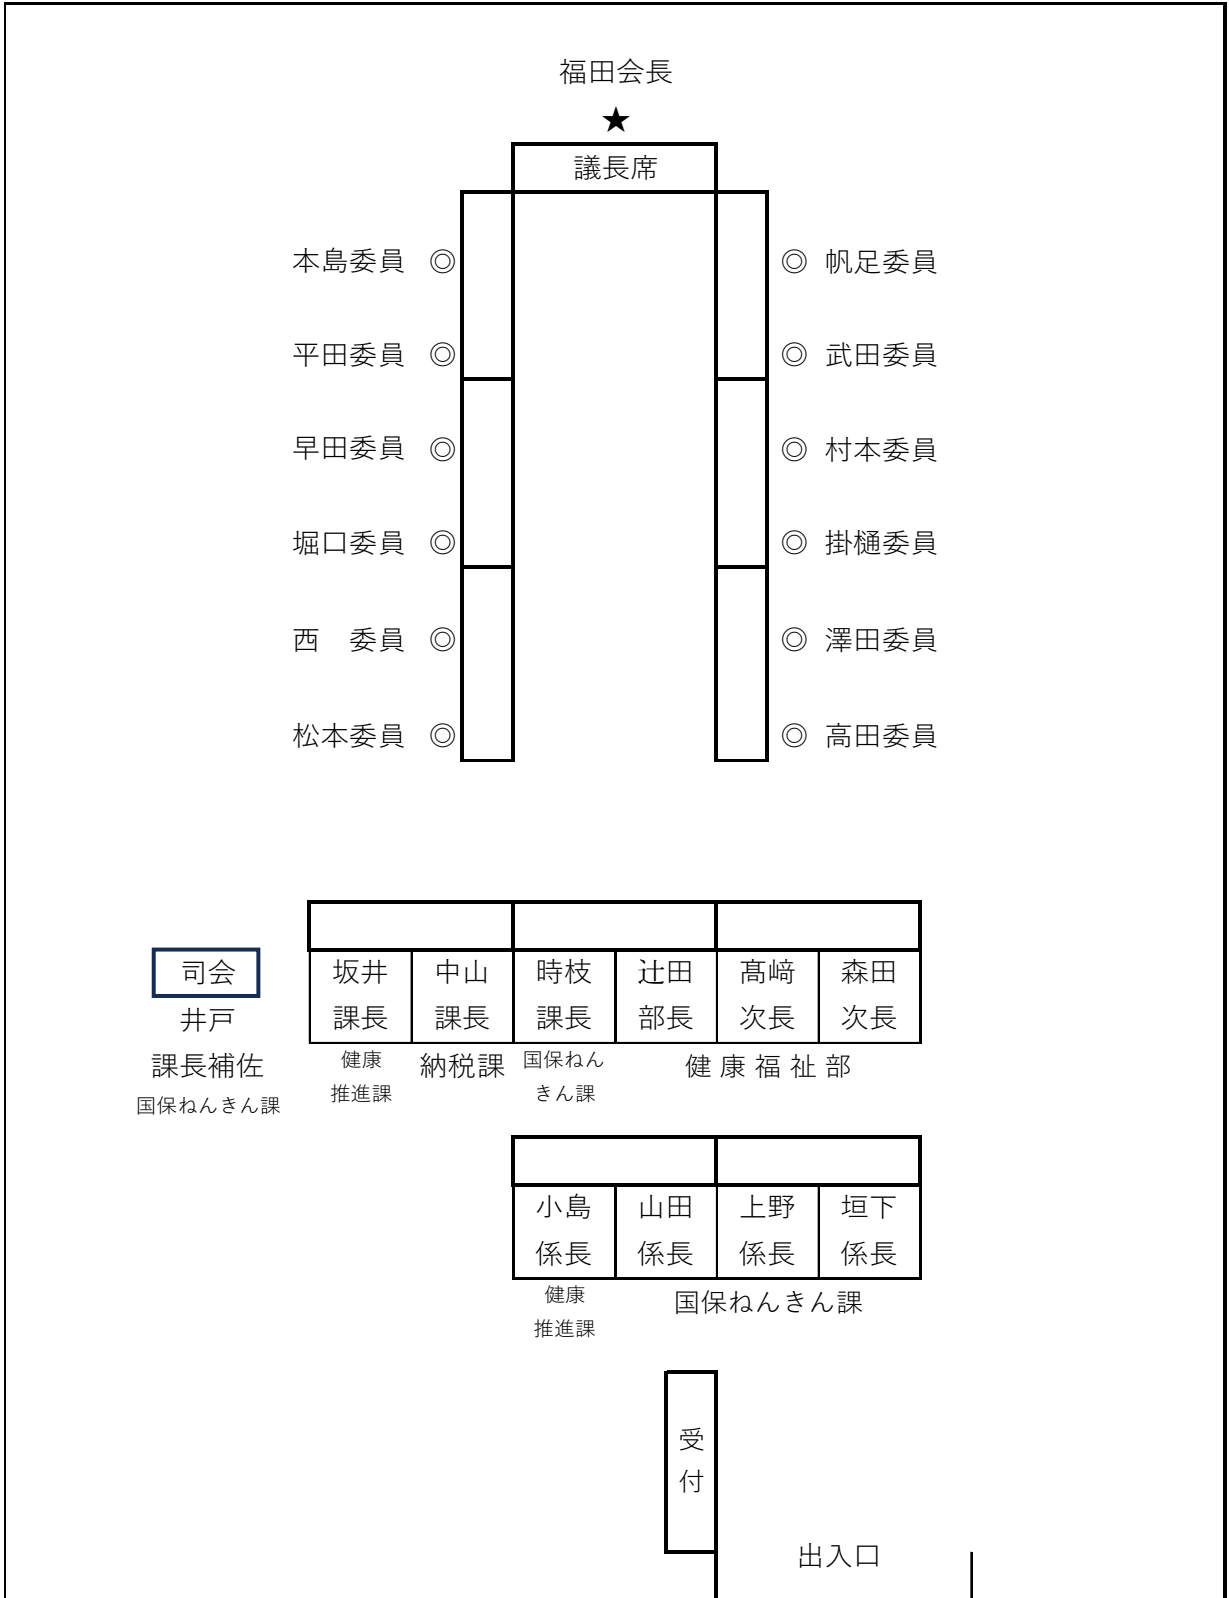 福田会長
★
議長席
本島委員 ◎ ◎ 帆足委員
平田委員 ◎ ◎ 武田委員
早田委員 ◎ ◎ 村本委員
堀口委員 ◎ ◎ 掛樋委員
西　委員 ◎ ◎ 澤田委員
松本委員 ◎ ◎ 高田委員
司会
井戸
課長補佐
国保ねんきん課
坂井
課長
健康
推進課
中山
課長
納税課
時枝
課長
国保ねん
きん課
辻田
部長
髙﨑
次長
森田
次長
健康福祉部
小島
係長
健康
推進課
山田
係長
上野
係長
垣下
係長
国保ねんきん課
受
付
出入口